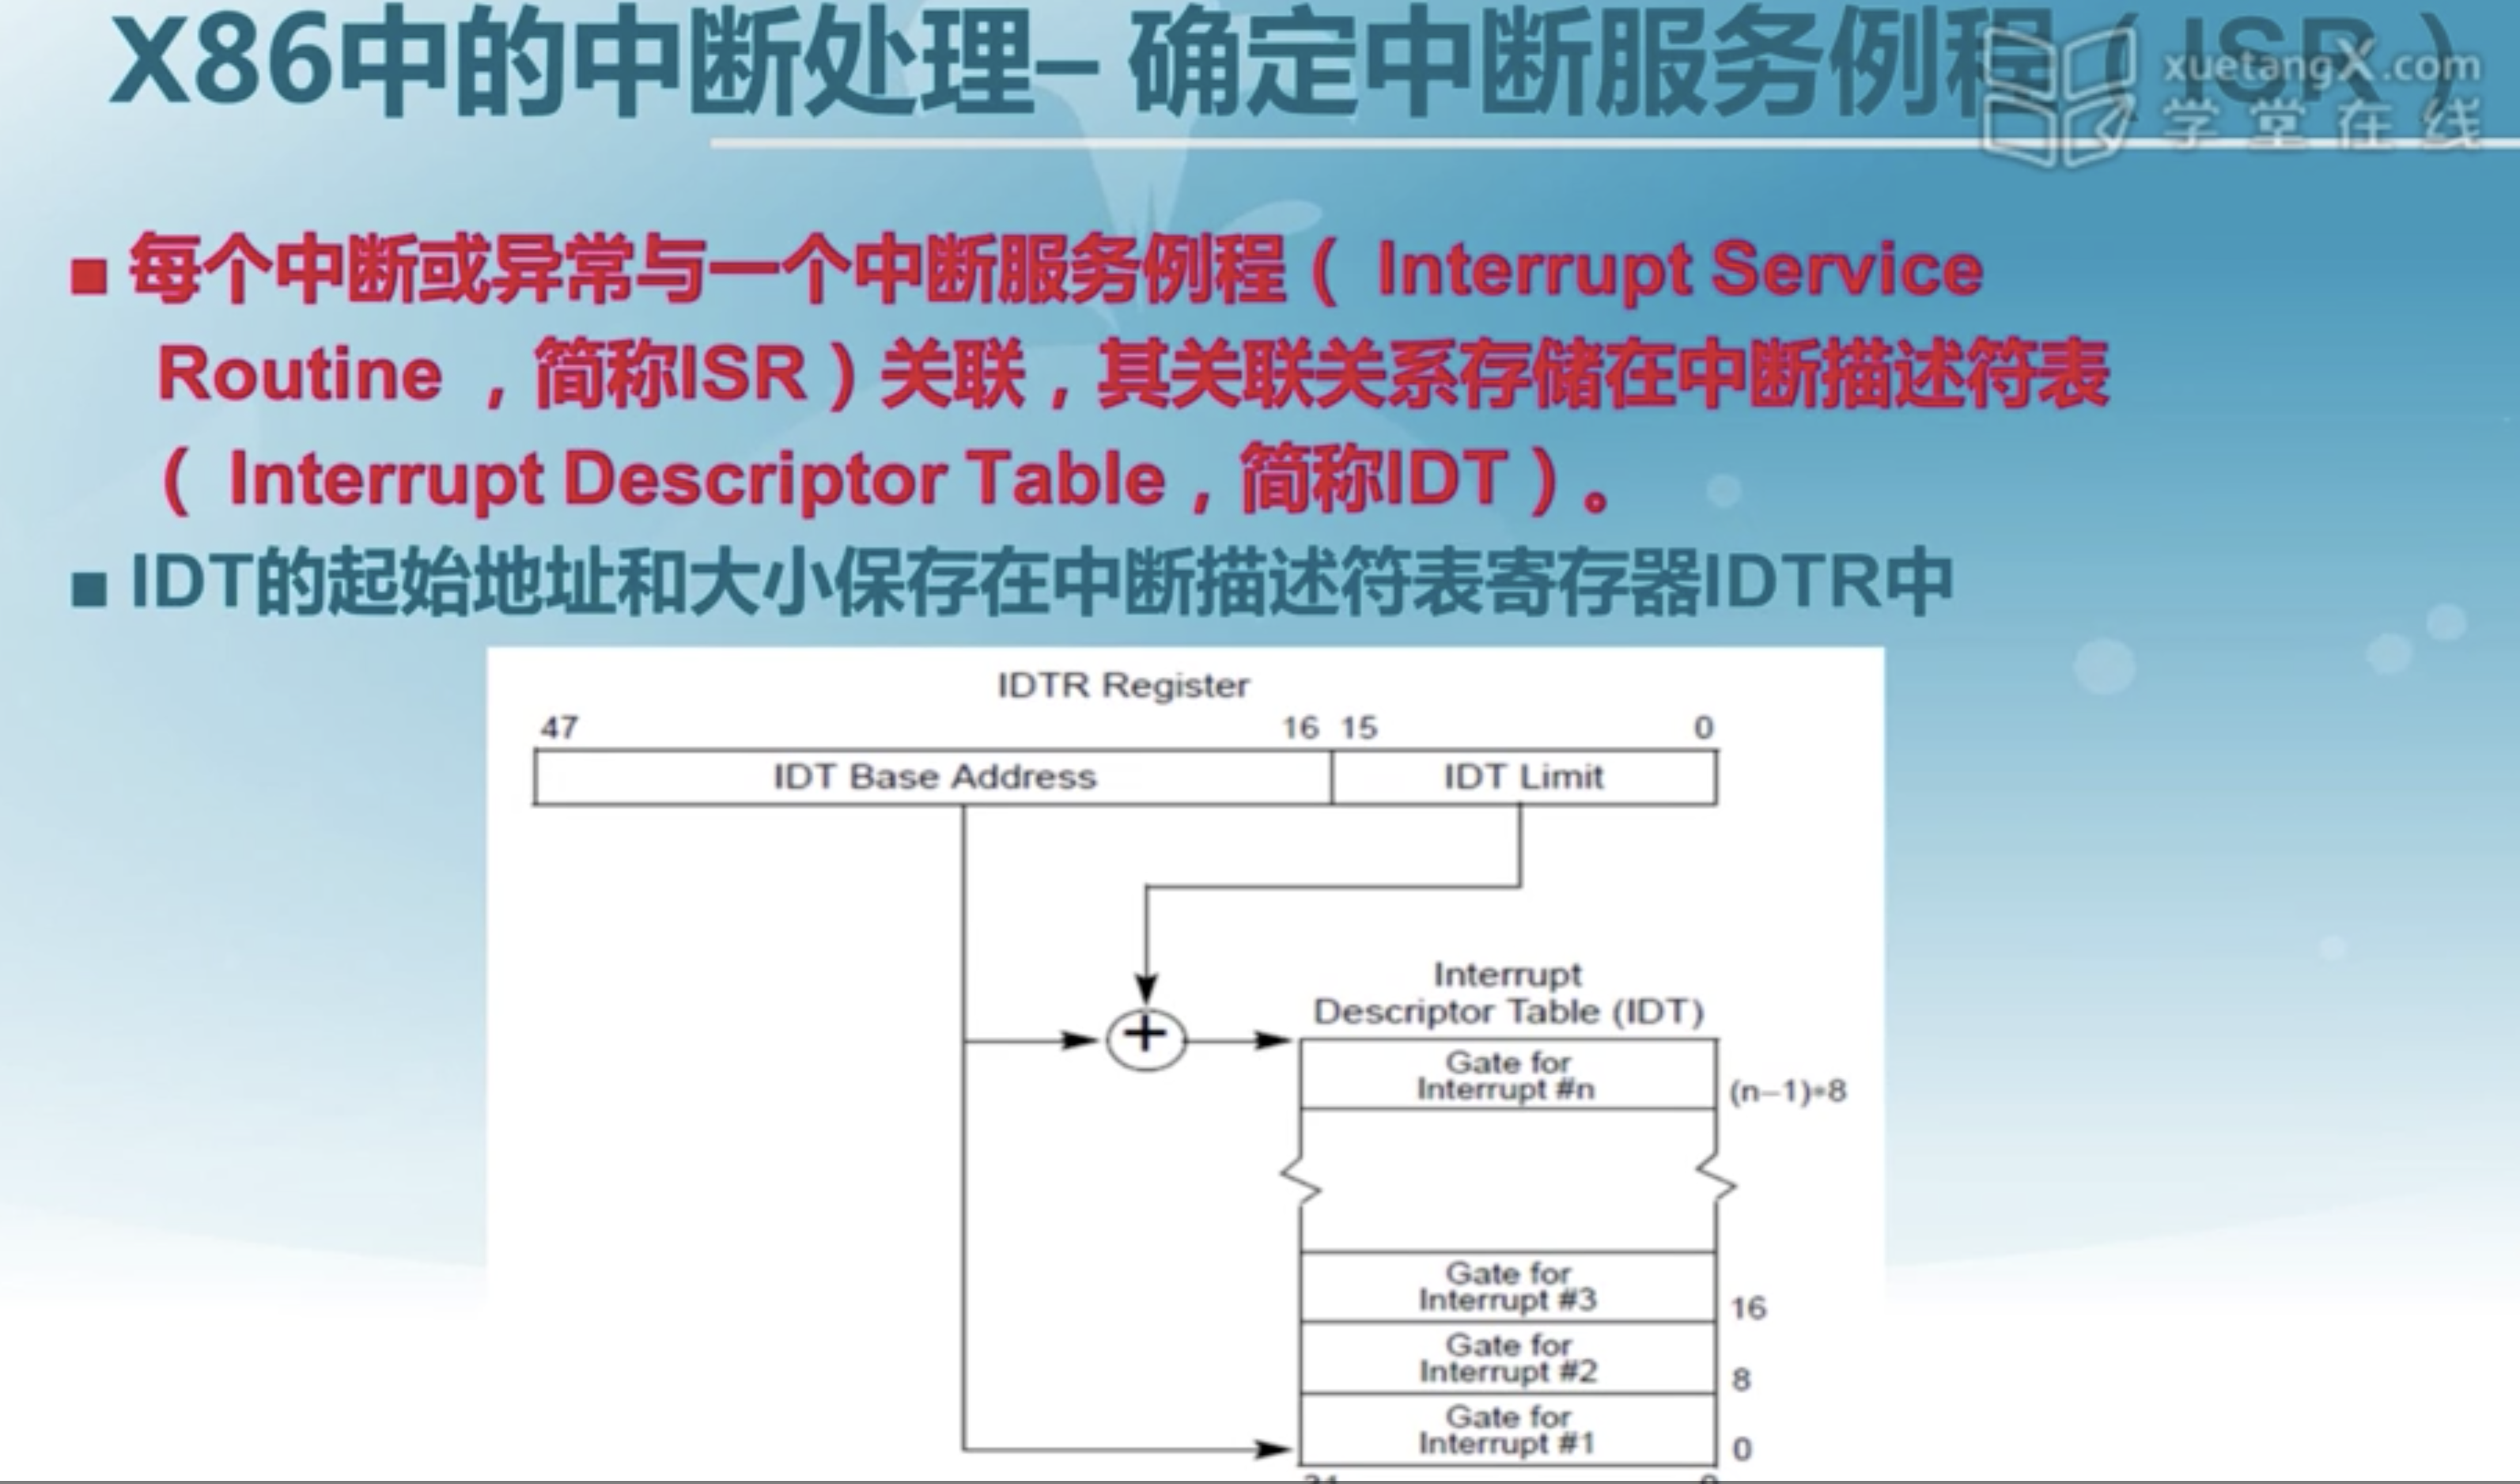 X86中的中断处理– 确定中断服务例程（ISR）
xuetangX.com
学堂在线
■ 每个中断或异常与一个中断服务例程（ Interrupt Service
Routine ，简称ISR）关联，其关联关系存储在中断描述符表
（ Interrupt Descriptor Table，简称IDT）。
■ IDT的起始地址和大小保存在中断描述符表寄存器IDTR中
IDTR Register
47 16 15 0
IDT Base Address IDT Limit
+
Interrupt
Descriptor Table (IDT)
Gate for
Interrupt #n
(n–1)*8
Gate for
Interrupt #3
16
Gate for
Interrupt #2
8
Gate for
Interrupt #1
0